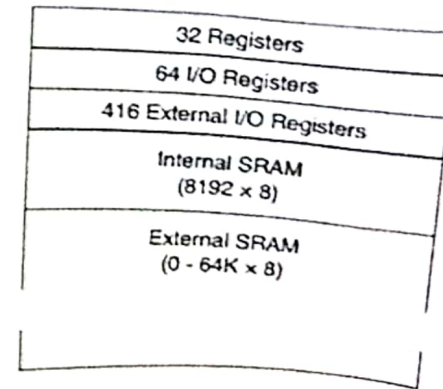 32 Registers
64 I/O Registers
416 External I/O Registers
Internal SRAM
(8192 x 8)
External SRAM
(0 - 64K x 8)